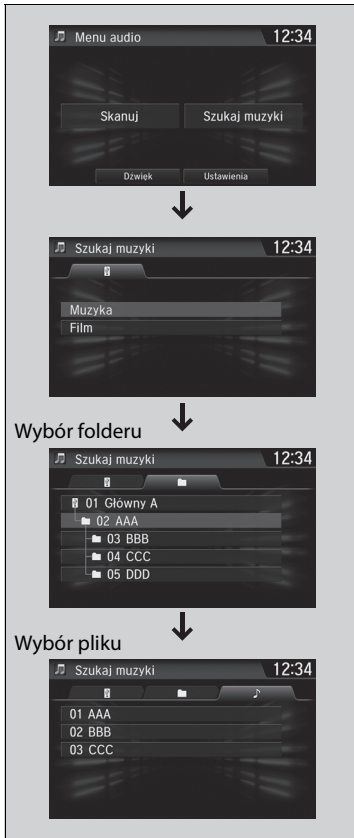 Menu audio 12:34
Skanuj Szukaj muzyki
Dźwięk Ustawienia
Szukaj muzyki 12:34
Muzyka
Film
Wybór folderu
Szukaj muzyki 12:34
01 Główny A
02 AAA
03 BBB
04 CCC
05 DDD
Wybór pliku
Szukaj muzyki 12:34
01 AAA
02 BBB
03 CCC